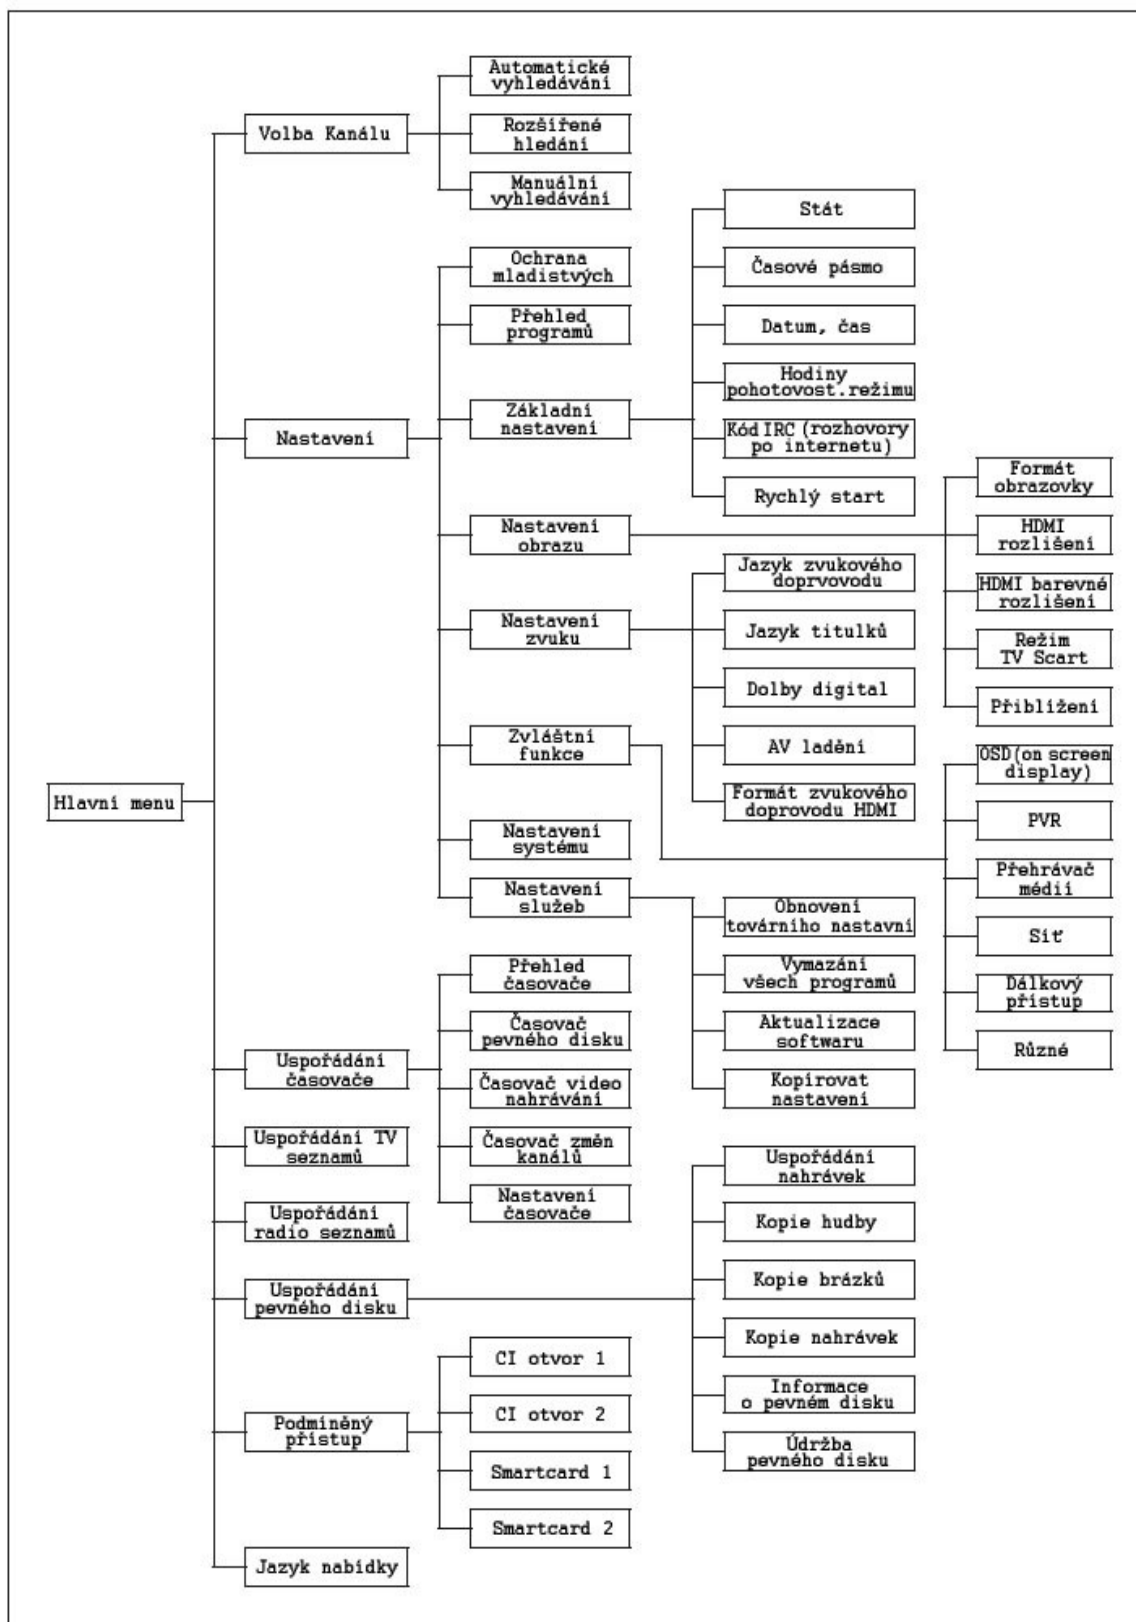 Automatické
vyhledávání
Volba Kanálu
Rozšířené
hledání
Manuální
vyhledávání
Stát
Ochrana
mladistvých
Časové pásmo
Přehled
programů
Datum, čas
Hodiny
pohotovost.režimu
Základní
nastavení
Nastavení
Kód IRC (rozhovory
po internetu)
Formát
obrazovky
Rychlý start
Nastavení
obrazu
HDMI
rozlišení
Jazyk zvukového
doprvovodu
HDMI barevné
rozlišení
Nastavení
zvuku
Jazyk titulků
Režim
TV Scart
Dolby digital
Přiblížení
Zvláštní
funkce
AV ladění
OSD(on screen
display)
Hlavní menu
Formát zvukového
doprovodu HDMI
PVR
Nastavení
systému
Přehrávač
médií
Nastavení
služeb
Obnovení
továrního nastavní
Síť
Přehled
časovače
Vymazání
všech programů
Dálkový
přístup
Časovač
pevného disku
Aktualizace
softwaru
Různé
Uspořádání
časovače
Časovač video
nahrávání
Kopírovat
nastavení
Uspořádání TV
seznamů
Časovač změn
kanálů
Uspořádání
nahrávek
Nastavení
časovače
Uspořádání
radio seznamů
Kopie hudby
Uspořádání
pevného disku
Kopie brázků
Kopie nahrávek
CI otvor 1
Informace
o pevném disku
CI otvor 2
Podmíněný
přístup
Údržba
pevného disku
Smartcard 1
Smartcard 2
Jazyk nabídky